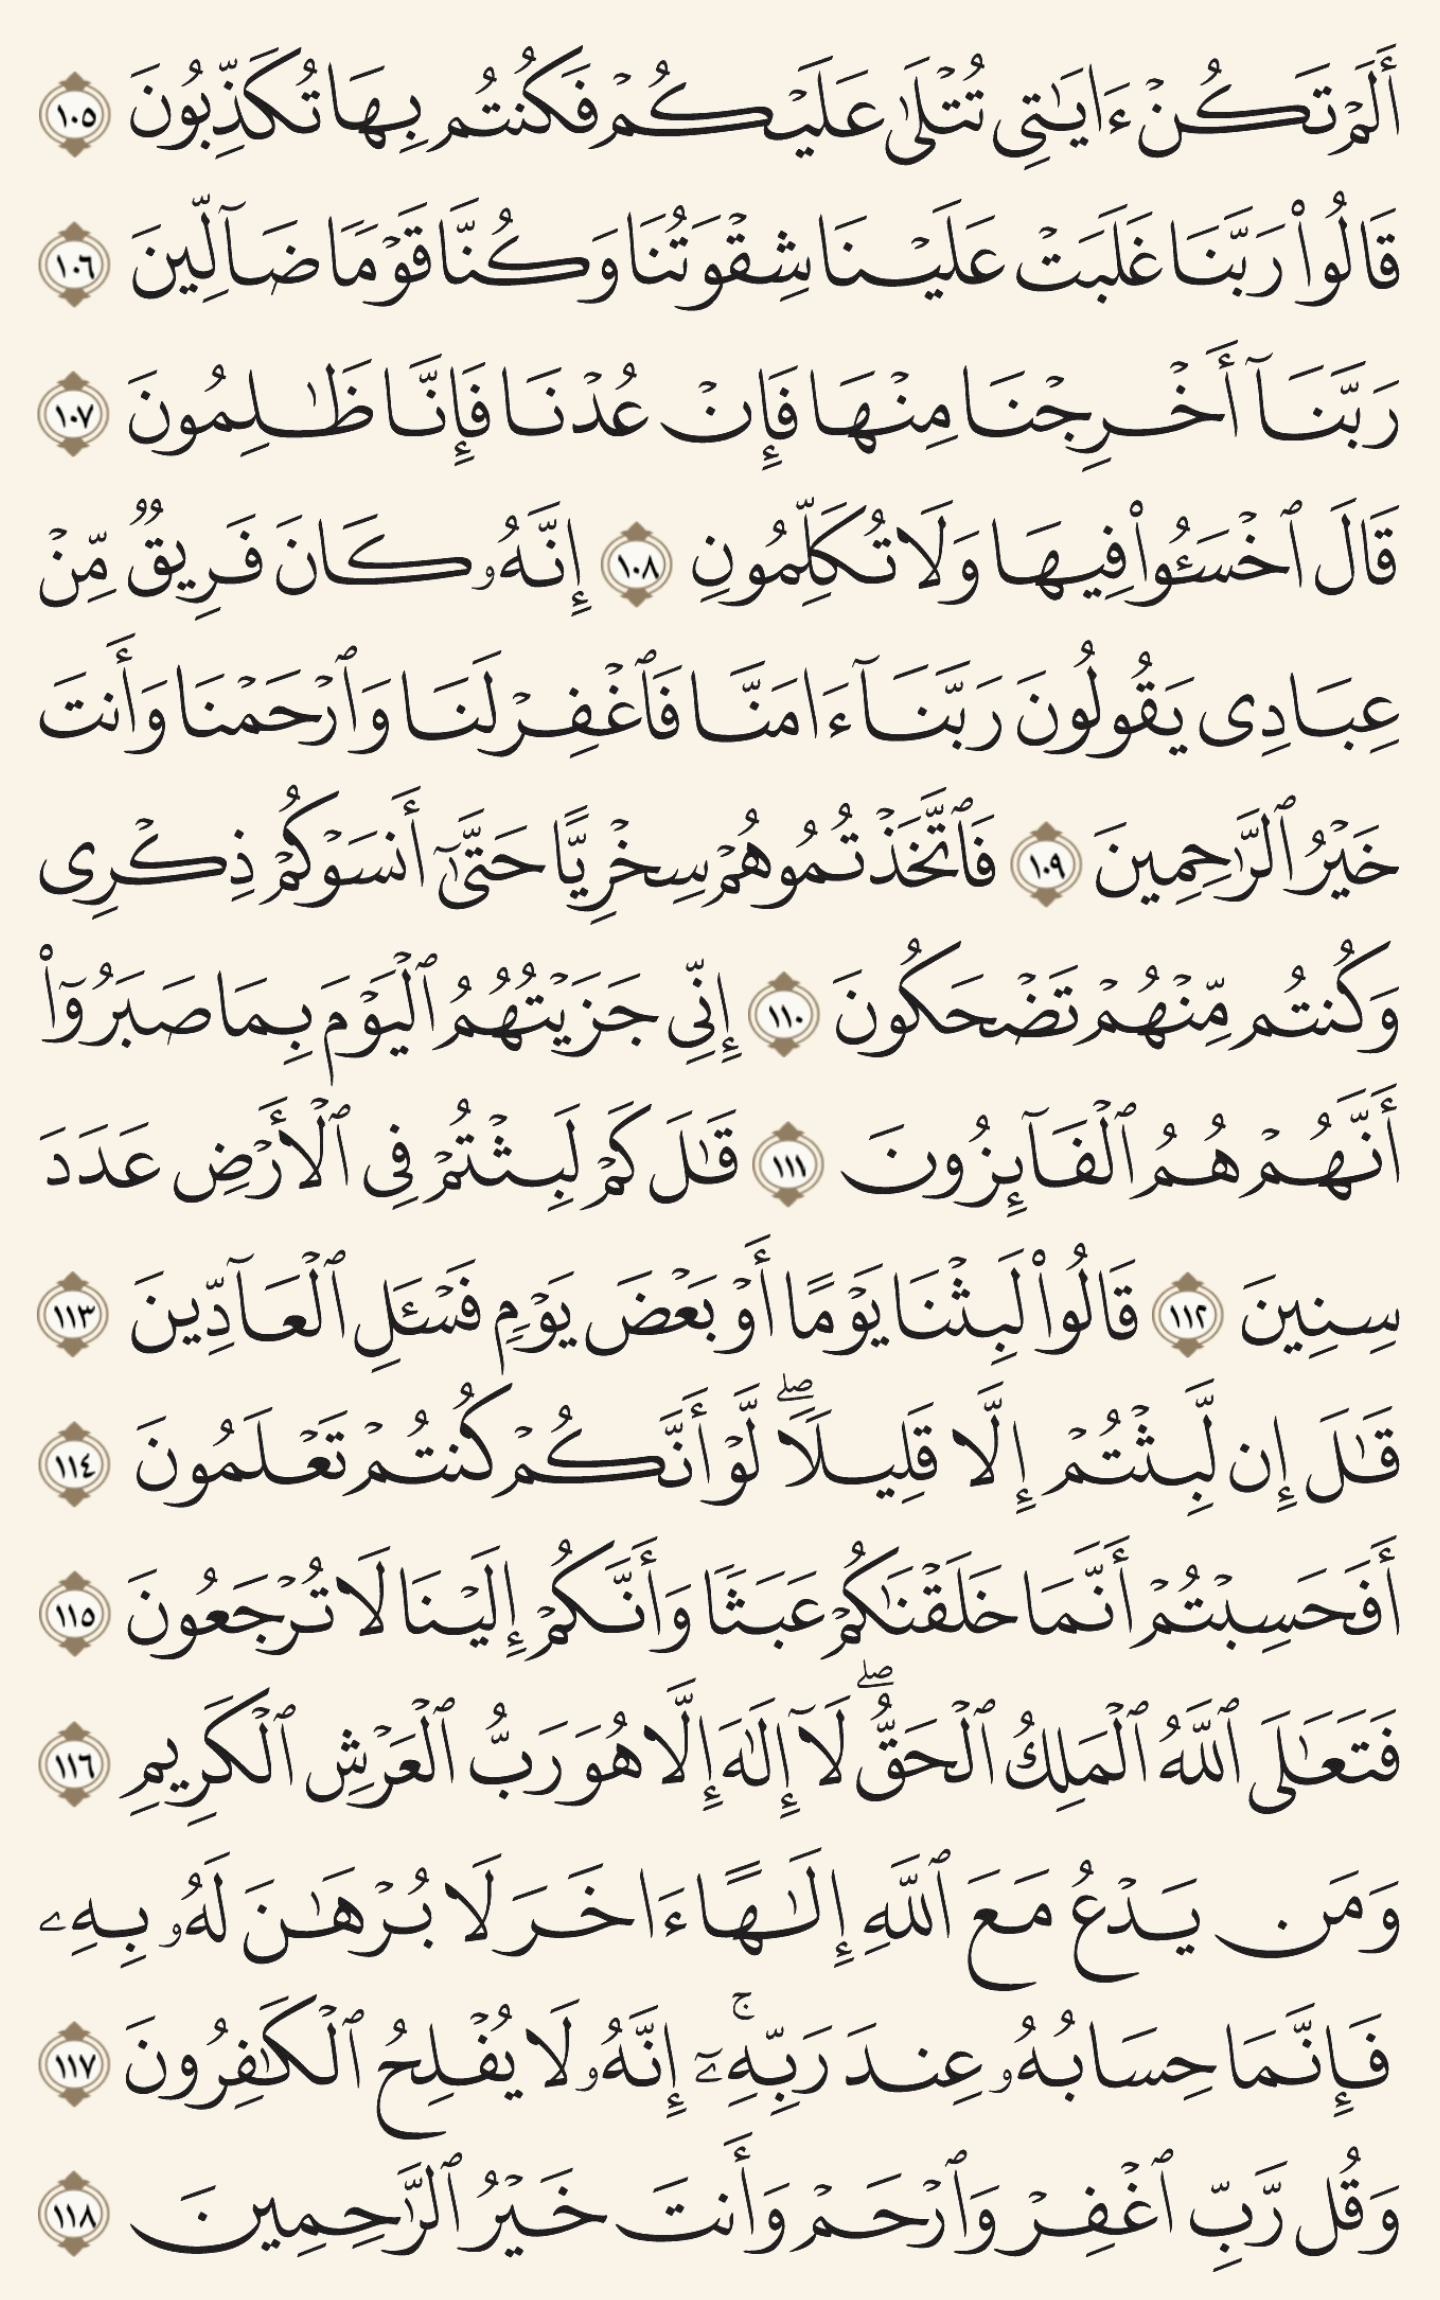 أَلَمْ تَكُنْ ءَايَٰتِى تُتْلَىٰ عَلَيْكُمْ فَكُنتُم بِهَا تُكَذِّبُونَ ١٠٥
قَالُوا۟ رَبَّنَا غَلَبَتْ عَلَيْنَا شِقْوَتُنَا وَكُنَّا قَوْمًا ضَآلِّينَ ١٠٦
رَبَّنَآ أَخْرِجْنَا مِنْهَا فَإِنْ عُدْنَا فَإِنَّا ظَٰلِمُونَ ١٠٧
قَالَ ٱخْسَـُٔوا۟ فِيهَا وَلَا تُكَلِّمُونِ ١٠٨ إِنَّهُۥ كَانَ فَرِيقٌ مِّنْ
عِبَادِى يَقُولُونَ رَبَّنَآ ءَامَنَّا فَٱغْفِرْ لَنَا وَٱرْحَمْنَا وَأَنتَ
خَيْرُ ٱلرَّٰحِمِينَ ١٠٩ فَٱتَّخَذْتُمُوهُمْ سِخْرِيًّا حَتَّىٰٓ أَنسَوْكُمْ ذِكْرِى
وَكُنتُم مِّنْهُمْ تَضْحَكُونَ ١١٠ إِنِّى جَزَيْتُهُمُ ٱلْيَوْمَ بِمَا صَبَرُوٓا۟
أَنَّهُمْ هُمُ ٱلْفَآئِزُونَ ١١١ قَٰلَ كَمْ لَبِثْتُمْ فِى ٱلْأَرْضِ عَدَدَ
سِنِينَ ١١٢ قَالُوا۟ لَبِثْنَا يَوْمًا أَوْ بَعْضَ يَوْمٍ فَسْـَٔلِ ٱلْعَآدِّينَ ١١٣
قَٰلَ إِن لَّبِثْتُمْ إِلَّا قَلِيلًا ۖ لَّوْ أَنَّكُمْ كُنتُمْ تَعْلَمُونَ ١١٤
أَفَحَسِبْتُمْ أَنَّمَا خَلَقْنَٰكُمْ عَبَثًا وَأَنَّكُمْ إِلَيْنَا لَا تُرْجَعُونَ ١١٥
فَتَعَٰلَى ٱللَّهُ ٱلْمَلِكُ ٱلْحَقُّ ۖ لَآ إِلَٰهَ إِلَّا هُوَ رَبُّ ٱلْعَرْشِ ٱلْكَرِيمِ ١١٦
وَمَن يَدْعُ مَعَ ٱللَّهِ إِلَٰهًا ءَاخَرَ لَا بُرْهَٰنَ لَهُۥ بِهِۦ
فَإِنَّمَا حِسَابُهُۥ عِندَ رَبِّهِۦٓ ۚ إِنَّهُۥ لَا يُفْلِحُ ٱلْكَٰفِرُونَ ١١٧
وَقُل رَّبِّ ٱغْفِرْ وَٱرْحَمْ وَأَنتَ خَيْرُ ٱلرَّٰحِمِينَ ١١٨